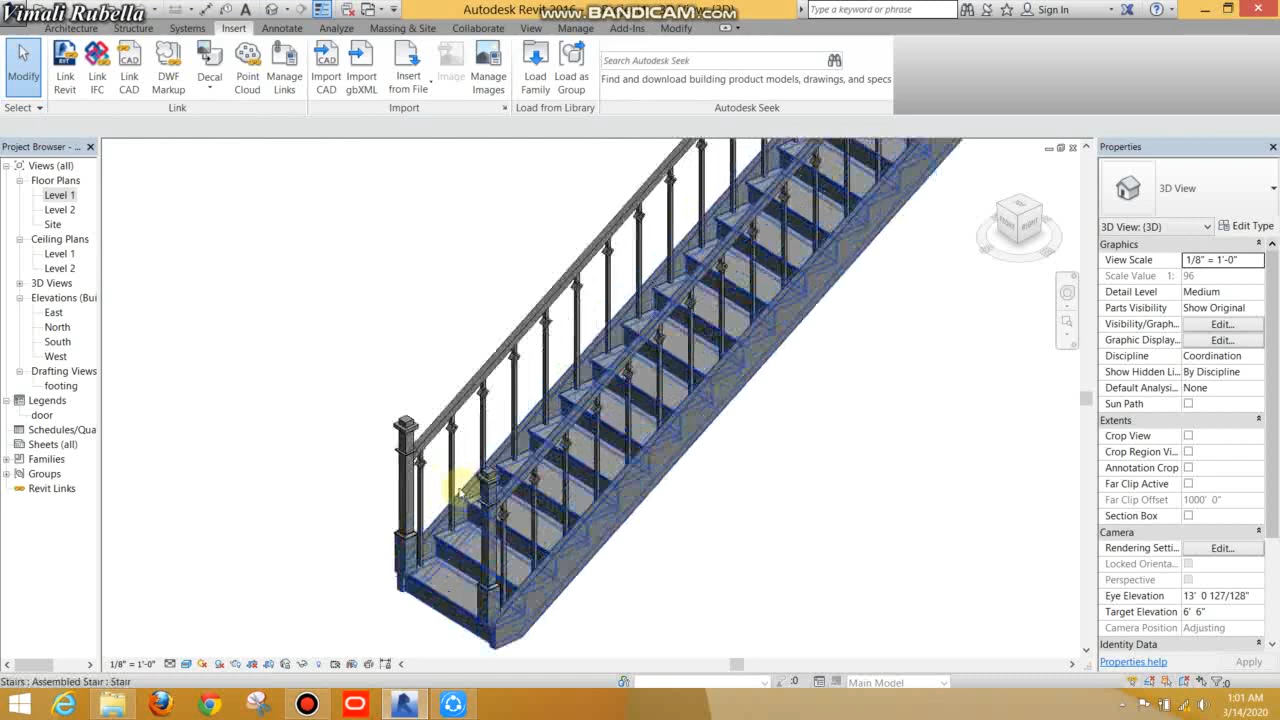 Vimali Rubella
Autodesk Revit 2016
www.BANDICAM.com
Type a keyword or phrase
Sign In
Architecture Structure Systems Insert Annotate Analyze Massing & Site Collaborate View Manage Add-Ins Modify
Modify
Link Revit
Link IFC
Link CAD
DWF Markup
Decal
Point Cloud
Manage Links
Import CAD
Import gbXML
Insert from File
Image
Manage Images
Load Family
Load as Group
Search Autodesk Seek
Find and download building product models, drawings, and specs
Select Link Import Load from Library Autodesk Seek
Project Browser - ...
Views (all)
Floor Plans
Level 1
Level 2
Site
Ceiling Plans
Level 1
Level 2
3D Views
Elevations (Bui
East
North
South
West
Drafting Views
footing
Legends
door
Schedules/Qua
Sheets (all)
Families
Groups
Revit Links
TOP
FRONT
RIGHT
Properties
3D View
3D View: {3D} Edit Type
Graphics
View Scale 1/8" = 1'-0"
Scale Value 1: 96
Detail Level Medium
Parts Visibility Show Original
Visibility/Graph... Edit...
Graphic Display... Edit...
Discipline Coordination
Show Hidden Li... By Discipline
Default Analysi... None
Sun Path
Extents
Crop View
Crop Region Vi...
Annotation Crop
Far Clip Active
Far Clip Offset 1000' 0"
Section Box
Camera
Rendering Setti... Edit...
Locked Orienta...
Perspective
Eye Elevation 13' 0 127/128"
Target Elevation 6' 6"
Camera Position Adjusting
Identity Data
Properties help Apply
1/8" = 1'-0"
Stairs : Assembled Stair : Stair
:0
Main Model
:0
1:01 AM
3/14/2020